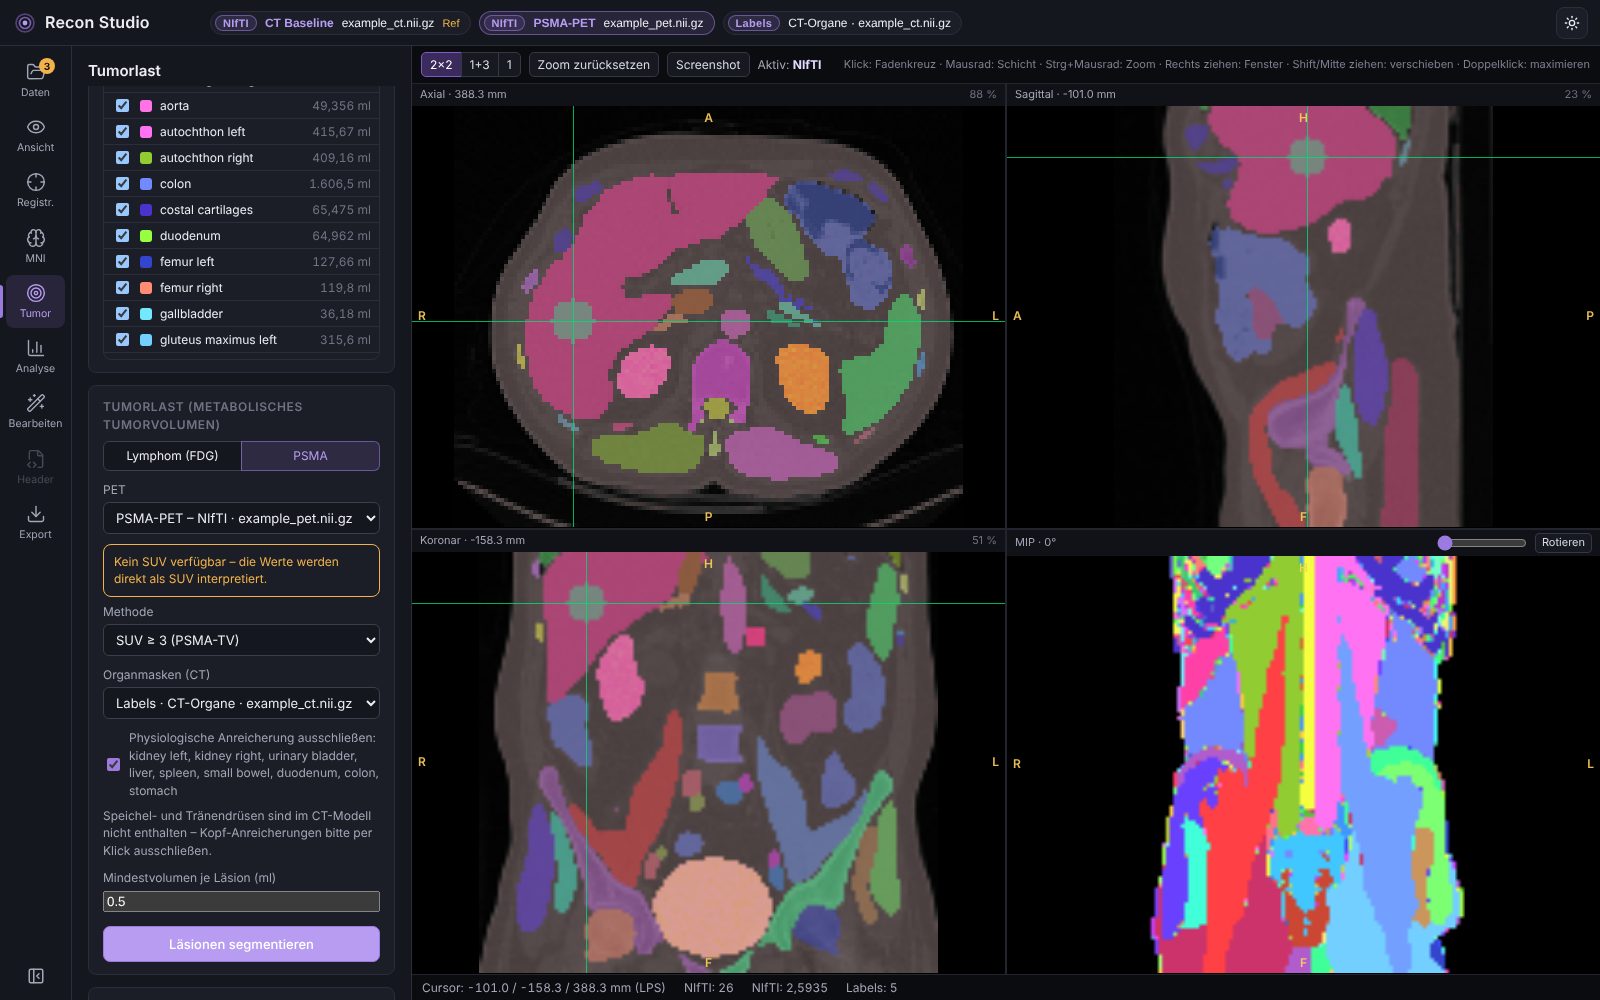 Recon Studio
NIfTI CT Baseline example_ct.nii.gz Ref
NIfTI PSMA-PET example_pet.nii.gz
Labels CT-Organe · example_ct.nii.gz
3
Daten
Ansicht
Registr.
MNI
Tumor
Analyse
Bearbeiten
Header
Export
Tumorlast
aorta 49,356 ml
autochthon left 415,67 ml
autochthon right 409,16 ml
colon 1.606,5 ml
costal cartilages 65,475 ml
duodenum 64,962 ml
femur left 127,66 ml
femur right 119,8 ml
gallbladder 36,18 ml
gluteus maximus left 315,6 ml
TUMORLAST (METABOLISCHES
TUMORVOLUMEN)
Lymphom (FDG) PSMA
PET
PSMA-PET – NIfTI · example_pet.nii.gz
Kein SUV verfügbar – die Werte werden
direkt als SUV interpretiert.
Methode
SUV ≥ 3 (PSMA-TV)
Organmasken (CT)
Labels · CT-Organe · example_ct.nii.gz
Physiologische Anreicherung ausschließen:
kidney left, kidney right, urinary bladder,
liver, spleen, small bowel, duodenum, colon,
stomach
Speichel- und Tränendrüsen sind im CT-Modell
nicht enthalten – Kopf-Anreicherungen bitte per
Klick ausschließen.
Mindestvolumen je Läsion (ml)
0.5
Läsionen segmentieren
2×2 1+3 1 Zoom zurücksetzen Screenshot Aktiv: NIfTI Klick: Fadenkreuz · Mausrad: Schicht · Strg+Mausrad: Zoom · Rechts ziehen: Fenster · Shift/Mitte ziehen: verschieben · Doppelklick: maximieren
Axial · 388.3 mm 88 %
A
R L
P
Sagittal · -101.0 mm 23 %
H
A P
F
Koronar · -158.3 mm 51 %
H
R L
F
MIP · 0° Rotieren
H
R L
F
Cursor: -101.0 / -158.3 / 388.3 mm (LPS) NIfTI: 26 NIfTI: 2,5935 Labels: 5